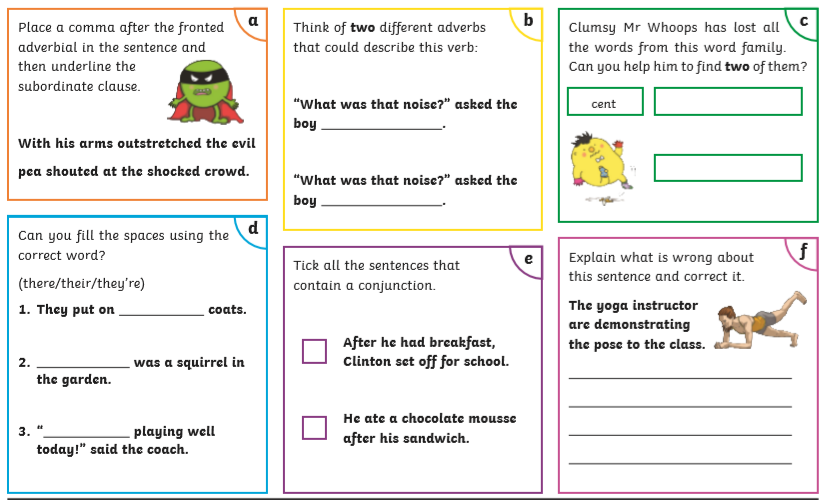 a
Place a comma after the fronted
adverbial in the sentence and
then underline the
subordinate clause.
With his arms outstretched the evil
pea shouted at the shocked crowd.
b
Think of two different adverbs
that could describe this verb:
“What was that noise?” asked the
boy _________________.
“What was that noise?” asked the
boy _________________.
c
Clumsy Mr Whoops has lost all
the words from this word family.
Can you help him to find two of them?
cent
d
Can you fill the spaces using the
correct word?
(there/their/they’re)
1. They put on ____________ coats.
2. _____________ was a squirrel in
the garden.
3. “____________ playing well
today!” said the coach.
e
Tick all the sentences that
contain a conjunction.
After he had breakfast,
Clinton set off for school.
He ate a chocolate mousse
after his sandwich.
f
Explain what is wrong about
this sentence and correct it.
The yoga instructor
are demonstrating
the pose to the class.